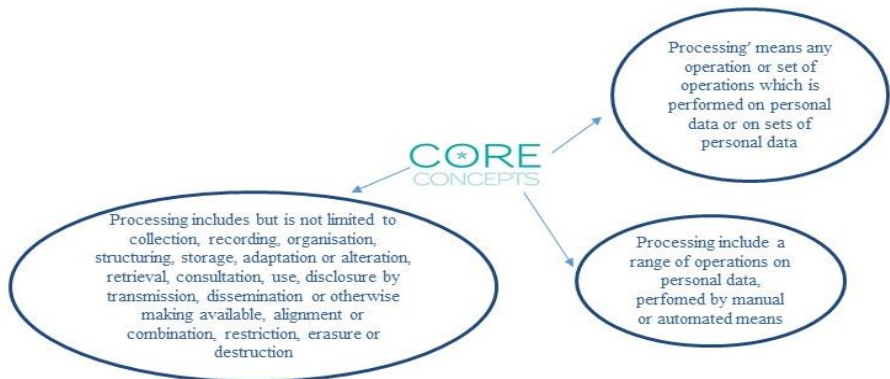 Processing' means any
operation or set of
operations which is
performed on personal
data or on sets of
personal data
CORE
CONCEPTS
Processing includes but is not limited to
collection, recording, organisation,
structuring, storage, adaptation or alteration,
retrieval, consultation, use, disclosure by
transmission, dissemination or otherwise
making available, alignment or
combination, restriction, erasure or
destruction
Processing include a
range of operations on
personal data,
perfomed by manual
or automated means